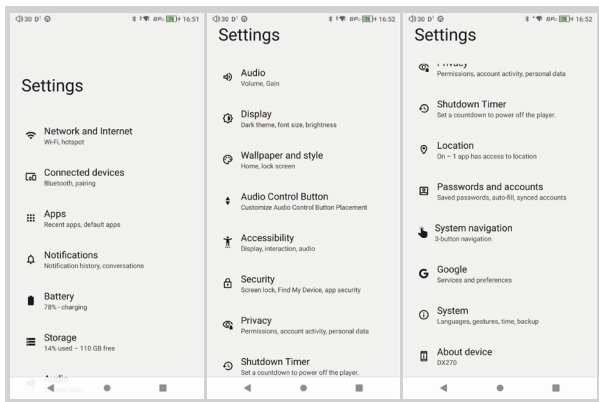 30 D
16:51
Settings
Network and Internet
Wi-Fi, hotspot
Connected devices
Bluetooth, pairing
Apps
Recent apps, default apps
Notifications
Notification history, conversations
Battery
78% - charging
Storage
14% used – 110 GB free
Audio
30 D
16:52
Settings
Audio
Volume, Gain
Display
Dark theme, font size, brightness
Wallpaper and style
Home, lock screen
Audio Control Button
Customize Audio Control Button Placement
Accessibility
Display, interaction, audio
Security
Screen lock, Find My Device, app security
Privacy
Permissions, account activity, personal data
Shutdown Timer
Set a countdown to power off the player.
30 D
16:52
Settings
Privacy
Permissions, account activity, personal data
Shutdown Timer
Set a countdown to power off the player.
Location
On – 1 app has access to location
Passwords and accounts
Saved passwords, auto-fill, synced accounts
System navigation
3-button navigation
Google
Services and preferences
System
Languages, gestures, time, backup
About device
DX270